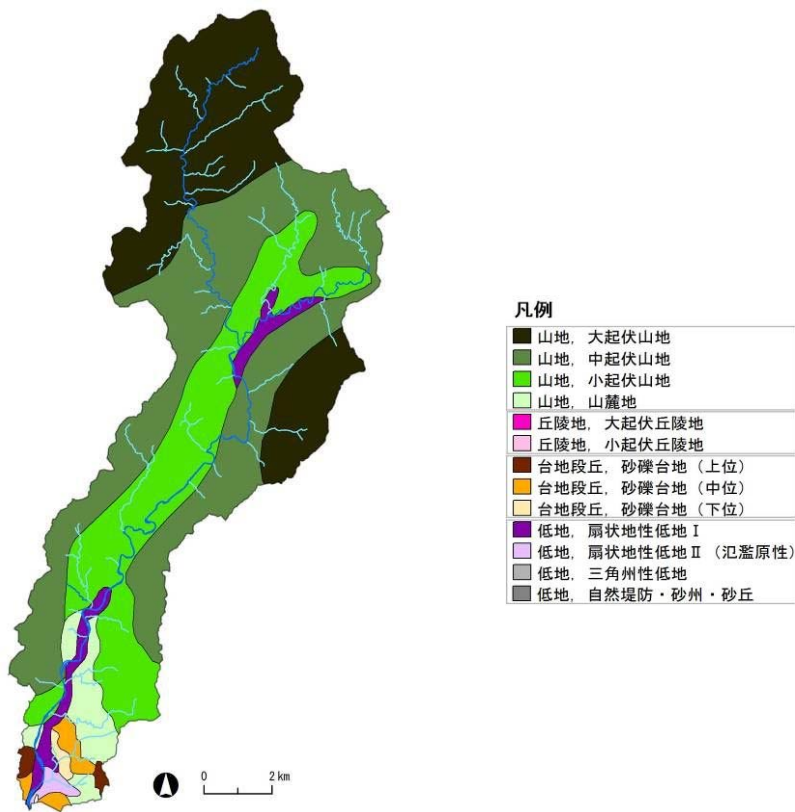 凡例
山地，大起伏山地
山地，中起伏山地
山地，小起伏山地
山地，山麓地
丘陵地，大起伏丘陵地
丘陵地，小起伏丘陵地
台地段丘，砂礫台地（上位）
台地段丘，砂礫台地（中位）
台地段丘，砂礫台地（下位）
低地，扇状地性低地Ⅰ
低地，扇状地性低地Ⅱ（氾濫原性）
低地，三角州性低地
低地，自然堤防・砂州・砂丘
0 2 km